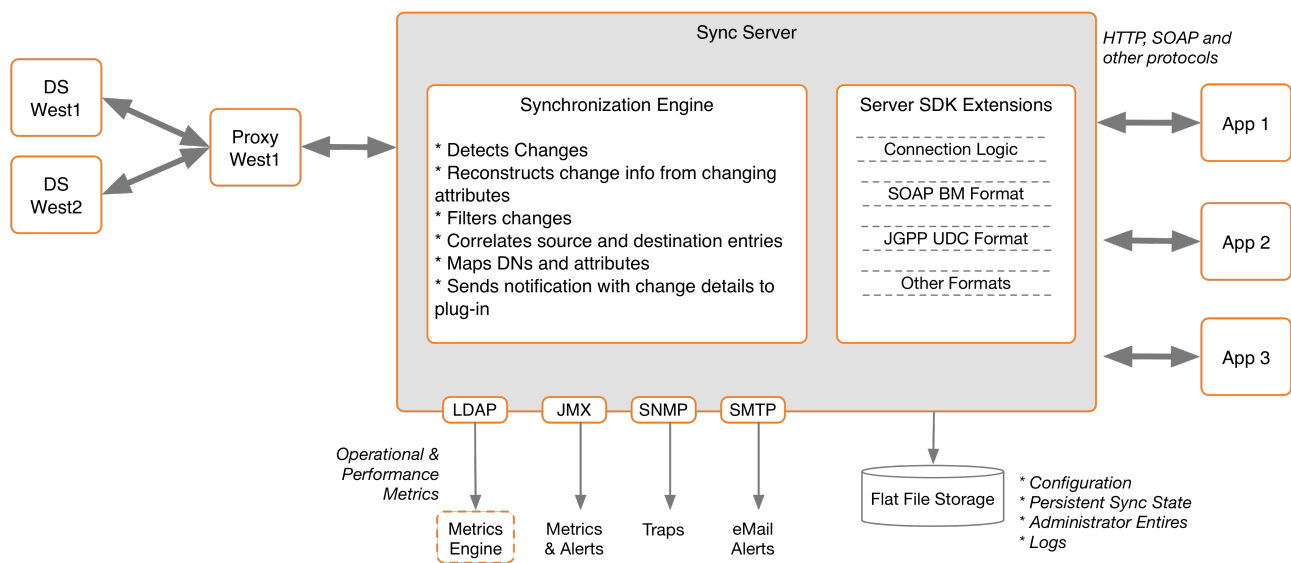 Sync Server
HTTP, SOAP and
other protocols
DS
West1
DS
West2
Proxy
West1
Synchronization Engine
* Detects Changes
* Reconstructs change info from changing
attributes
* Filters changes
* Correlates source and destination entries
* Maps DNs and attributes
* Sends notification with change details to
plug-in
Server SDK Extensions
Connection Logic
SOAP BM Format
JGPP UDC Format
Other Formats
App 1
App 2
App 3
LDAP
JMX
SNMP
SMTP
Operational &
Performance
Metrics
Metrics
Engine
Metrics
& Alerts
Traps
eMail
Alerts
Flat File Storage
* Configuration
* Persistent Sync State
* Administrator Entires
* Logs